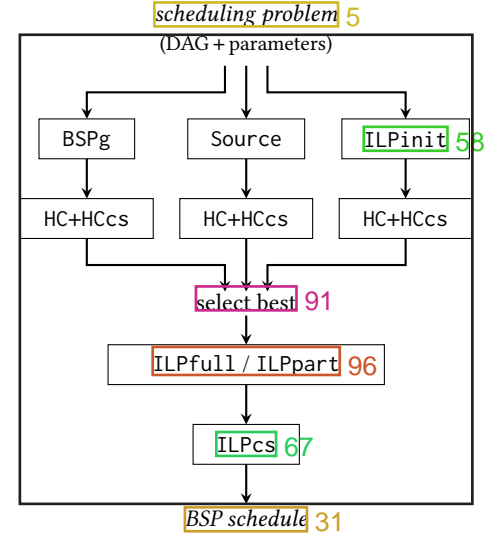 scheduling problem 5
(DAG + parameters)
BSPg Source ILPinit 58
HC+HCcs HC+HCcs HC+HCcs
select best 91
ILPfull / ILPpart 96
ILPcs 67
BSP schedule 31